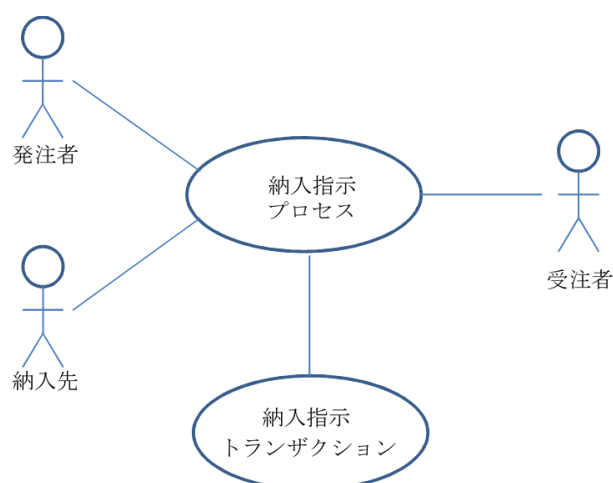 発注者
納入指示
プロセス
受注者
納入先
納入指示
トランザクション